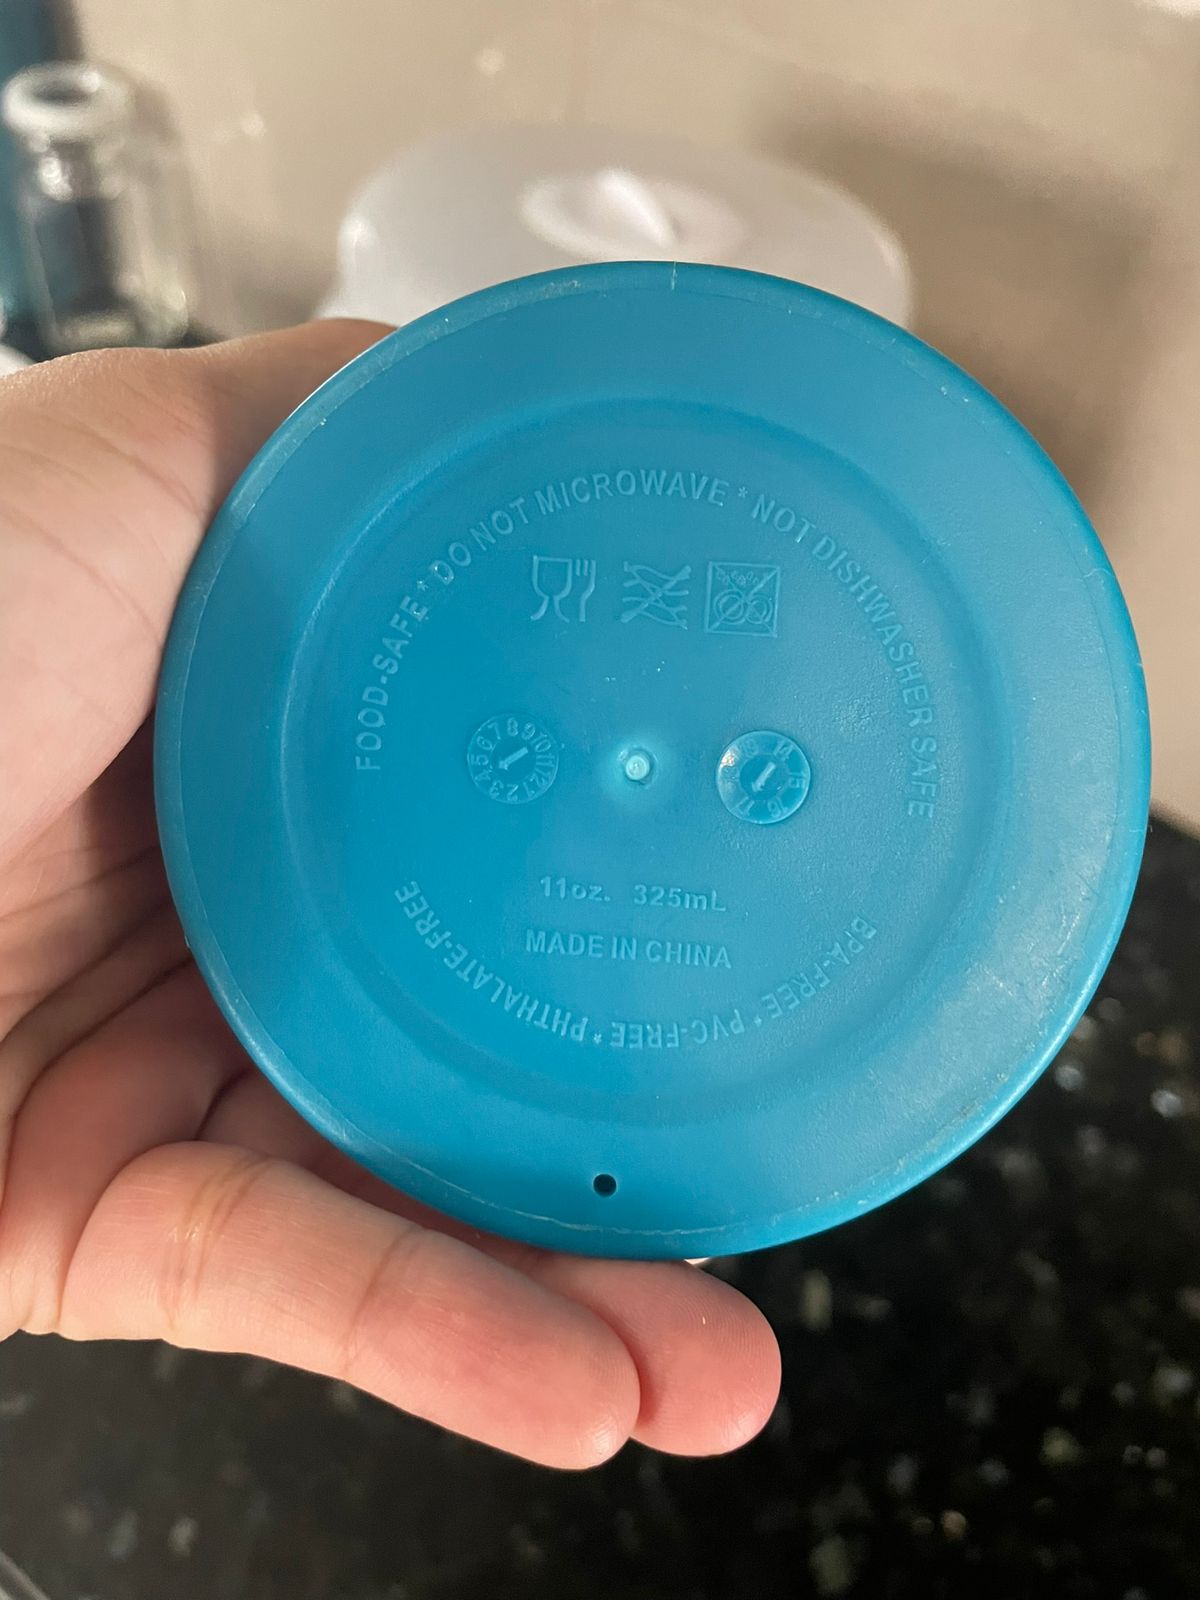 FOOD-SAFE * DO NOT MICROWAVE * NOT DISHWASHER SAFE
11oz. 325mL
MADE IN CHINA
BPA-FREE * PVC-FREE * PHTHALATE-FREE